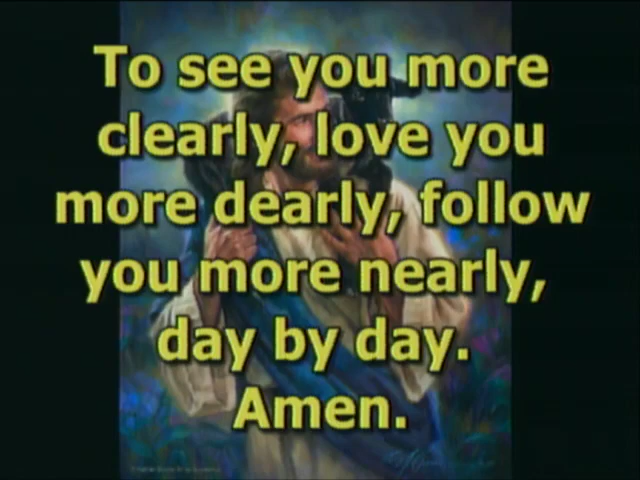 To see you more
clearly, love you
more dearly, follow
you more nearly,
day by day.
Amen.